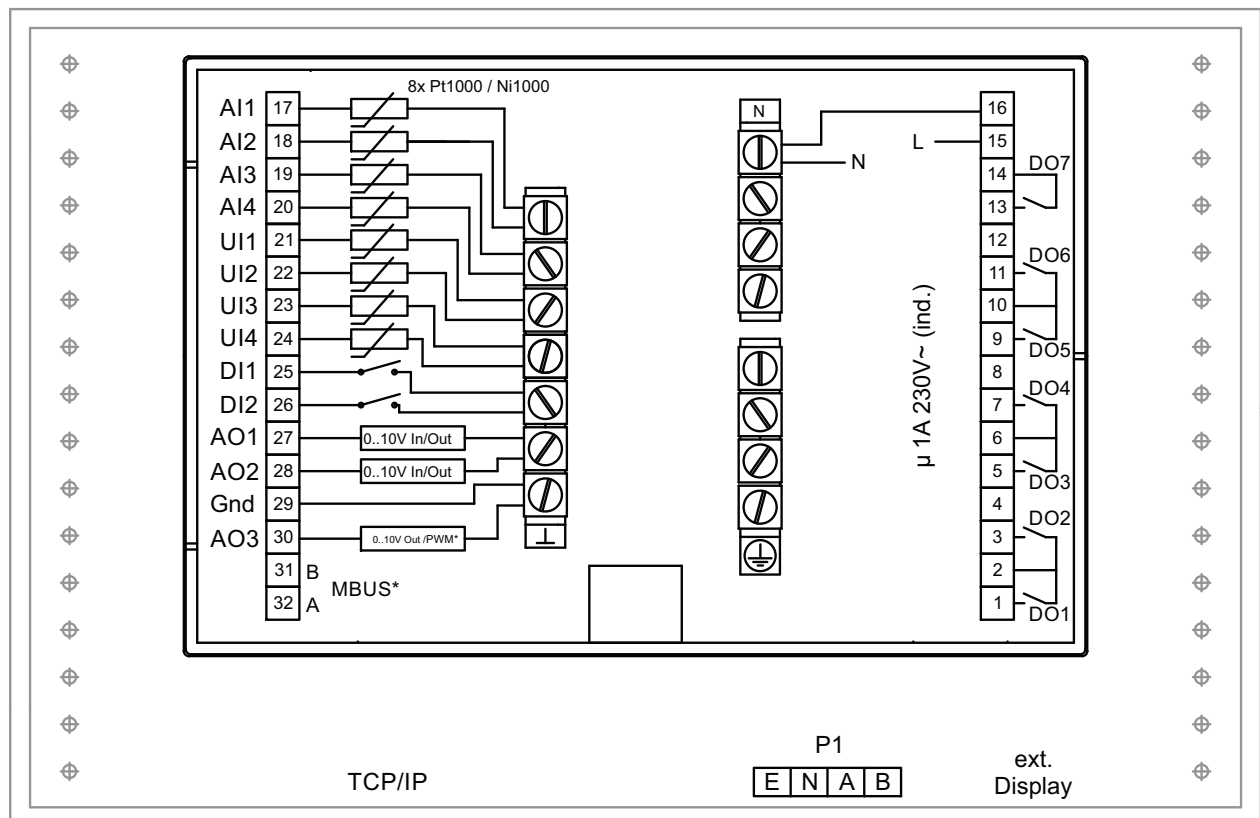 8x Pt1000 / Ni1000
AI1 17
AI2 18
AI3 19
AI4 20
UI1 21
UI2 22
UI3 23
UI4 24
DI1 25
DI2 26
AO1 27 0..10V In/Out
AO2 28 0..10V In/Out
Gnd 29
AO3 30 0..10V Out /PWM*
31 B
MBUS*
32 A
N
N
L
µ 1A 230V~ (ind.)
16
15
14 DO7
13
12
11 DO6
10
9 DO5
8
7 DO4
6
5 DO3
4
3 DO2
2
1 DO1
TCP/IP
P1
E N A B
ext.
Display